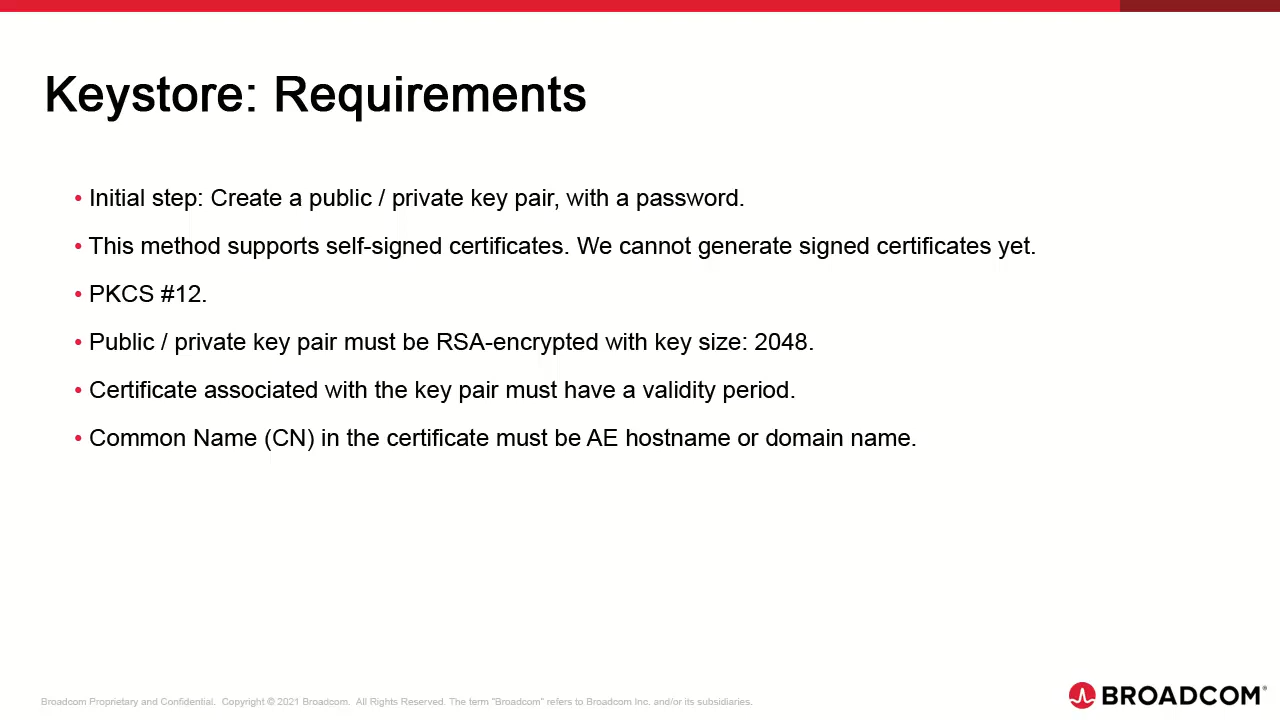 Keystore: Requirements
• Initial step: Create a public / private key pair, with a password.
• This method supports self-signed certificates. We cannot generate signed certificates yet.
• PKCS #12.
• Public / private key pair must be RSA-encrypted with key size: 2048.
• Certificate associated with the key pair must have a validity period.
• Common Name (CN) in the certificate must be AE hostname or domain name.
Broadcom Proprietary and Confidential. Copyright © 2021 Broadcom. All Rights Reserved. The term "Broadcom" refers to Broadcom Inc. and/or its subsidiaries.
BROADCOM®